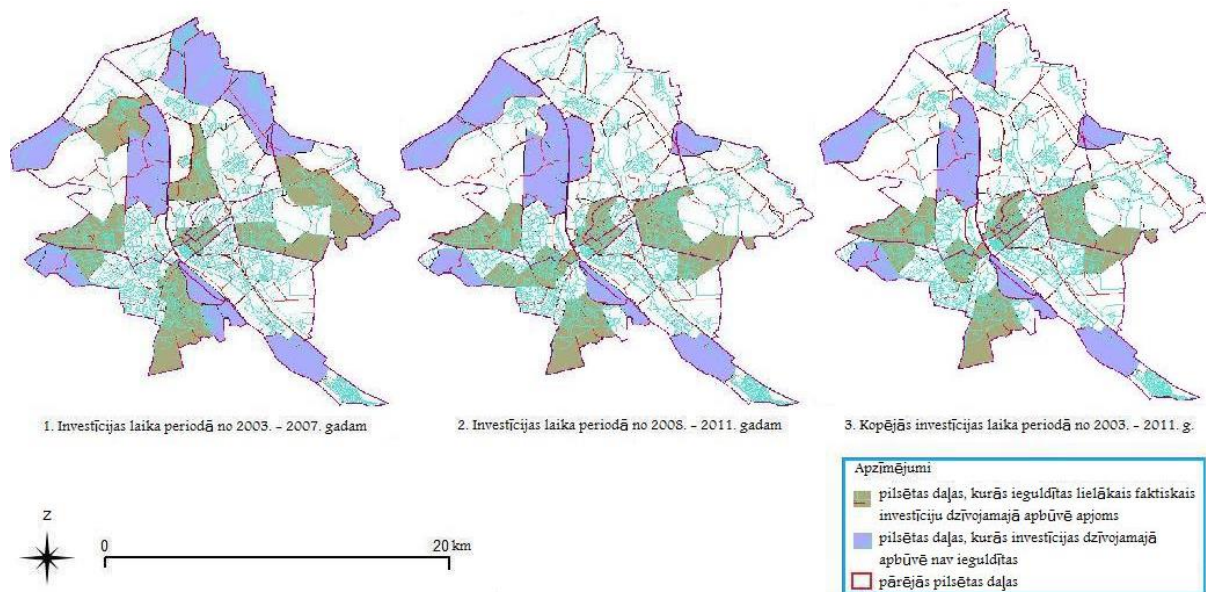 1. Investīcijas laika periodā no 2003. - 2007. gadam
2. Investīcijas laika periodā no 2008. - 2011. gadam
3. Kopējās investīcijas laika periodā no 2003. - 2011. g.
Apzīmējumi
pilsētas daļas, kurās ieguldītas lielākais faktiskais
investīciju dzīvojamajā apbūvē apjoms
pilsētas daļas, kurās investīcijas dzīvojamajā
apbūvē nav ieguldītas
pārējās pilsētas daļas
Z
0
20 km